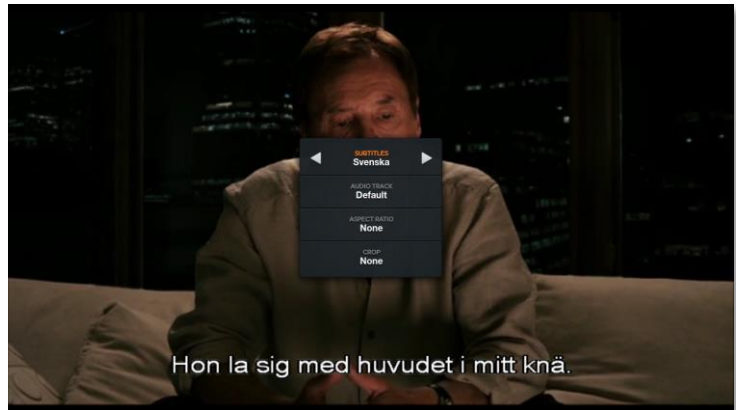 SUBTITLES
Svenska
AUDIO TRACK
Default
ASPECT RATIO
None
CROP
None
Hon la sig med huvudet i mitt knä.